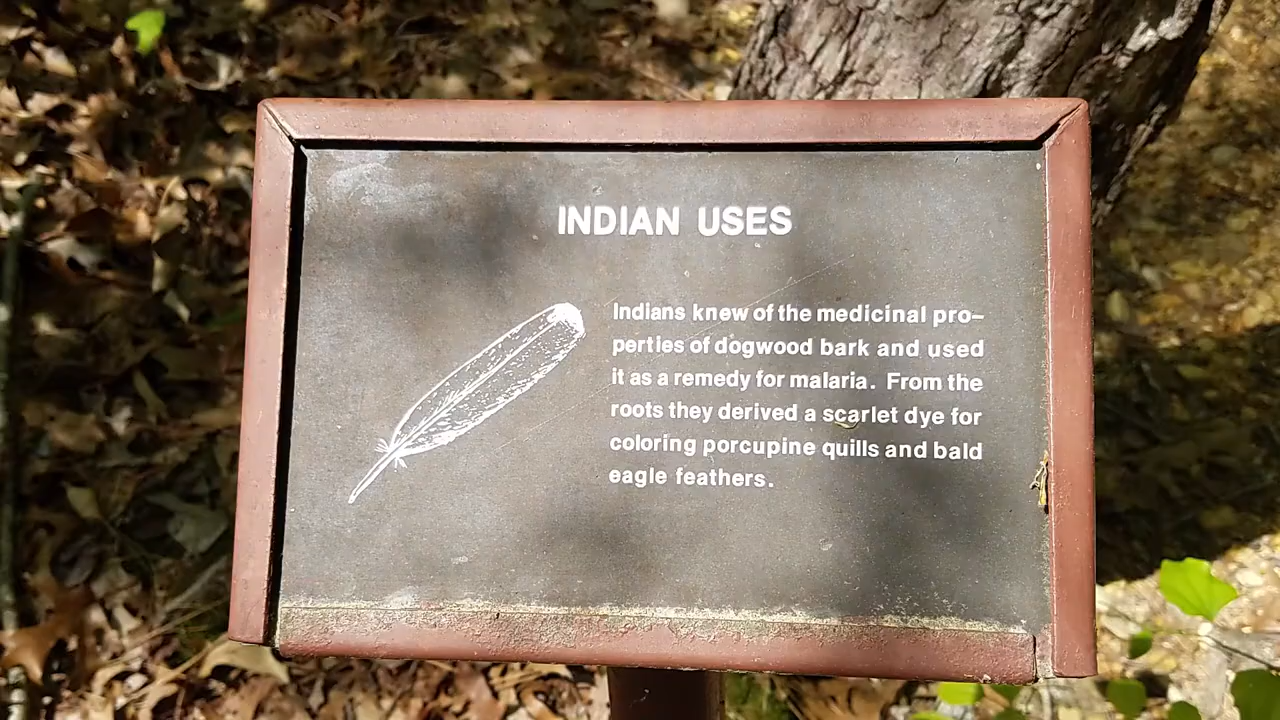 INDIAN USES
Indians knew of the medicinal pro-
perties of dogwood bark and used
it as a remedy for malaria. From the
roots they derived a scarlet dye for
coloring porcupine quills and bald
eagle feathers.